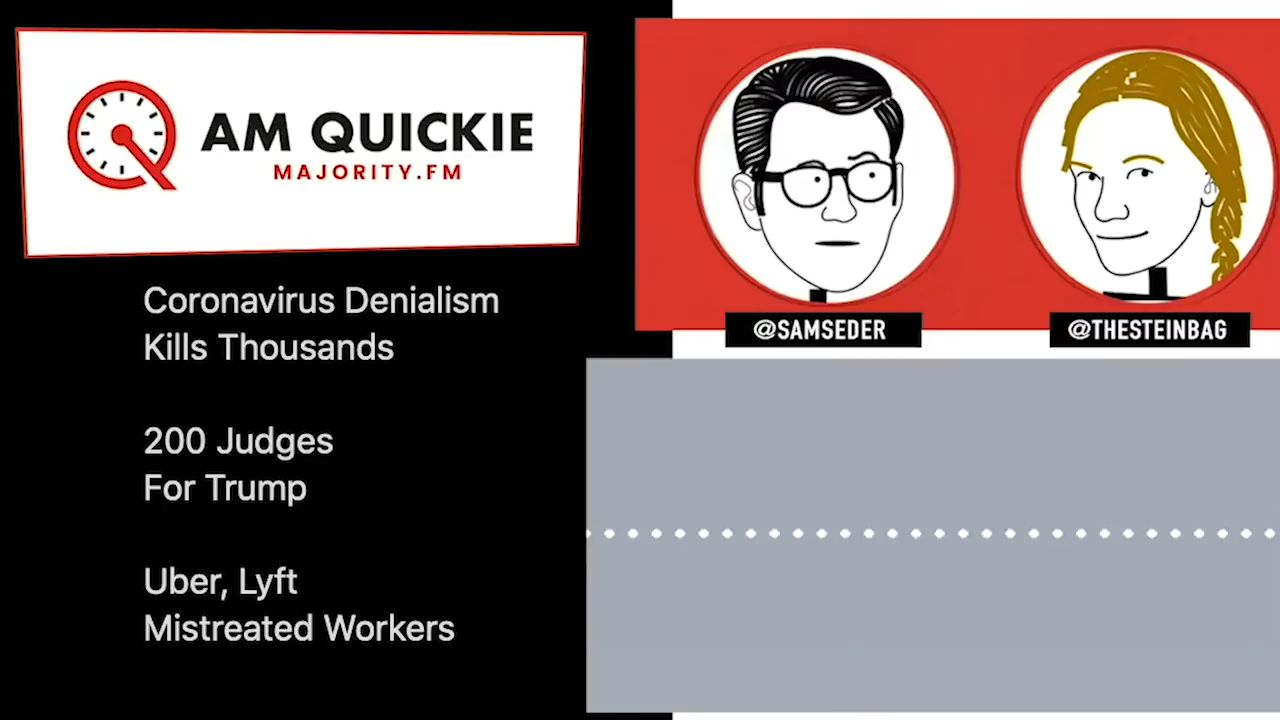 AM QUICKIE
MAJORITY.FM
@SAMSEDER
@THESTEINBAG
Coronavirus Denialism
Kills Thousands
200 Judges
For Trump
Uber, Lyft
Mistreated Workers